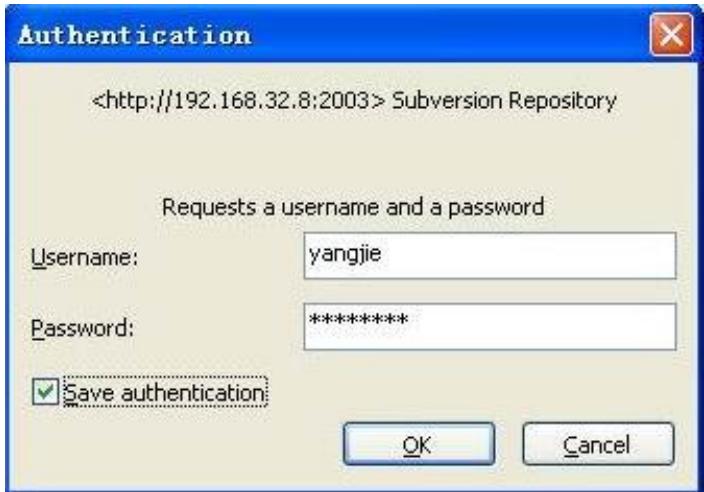 Authentication
<http://192.168.32.8:2003> Subversion Repository
Requests a username and a password
Username:
yangjie
Password:
********
Save authentication
OK
Cancel